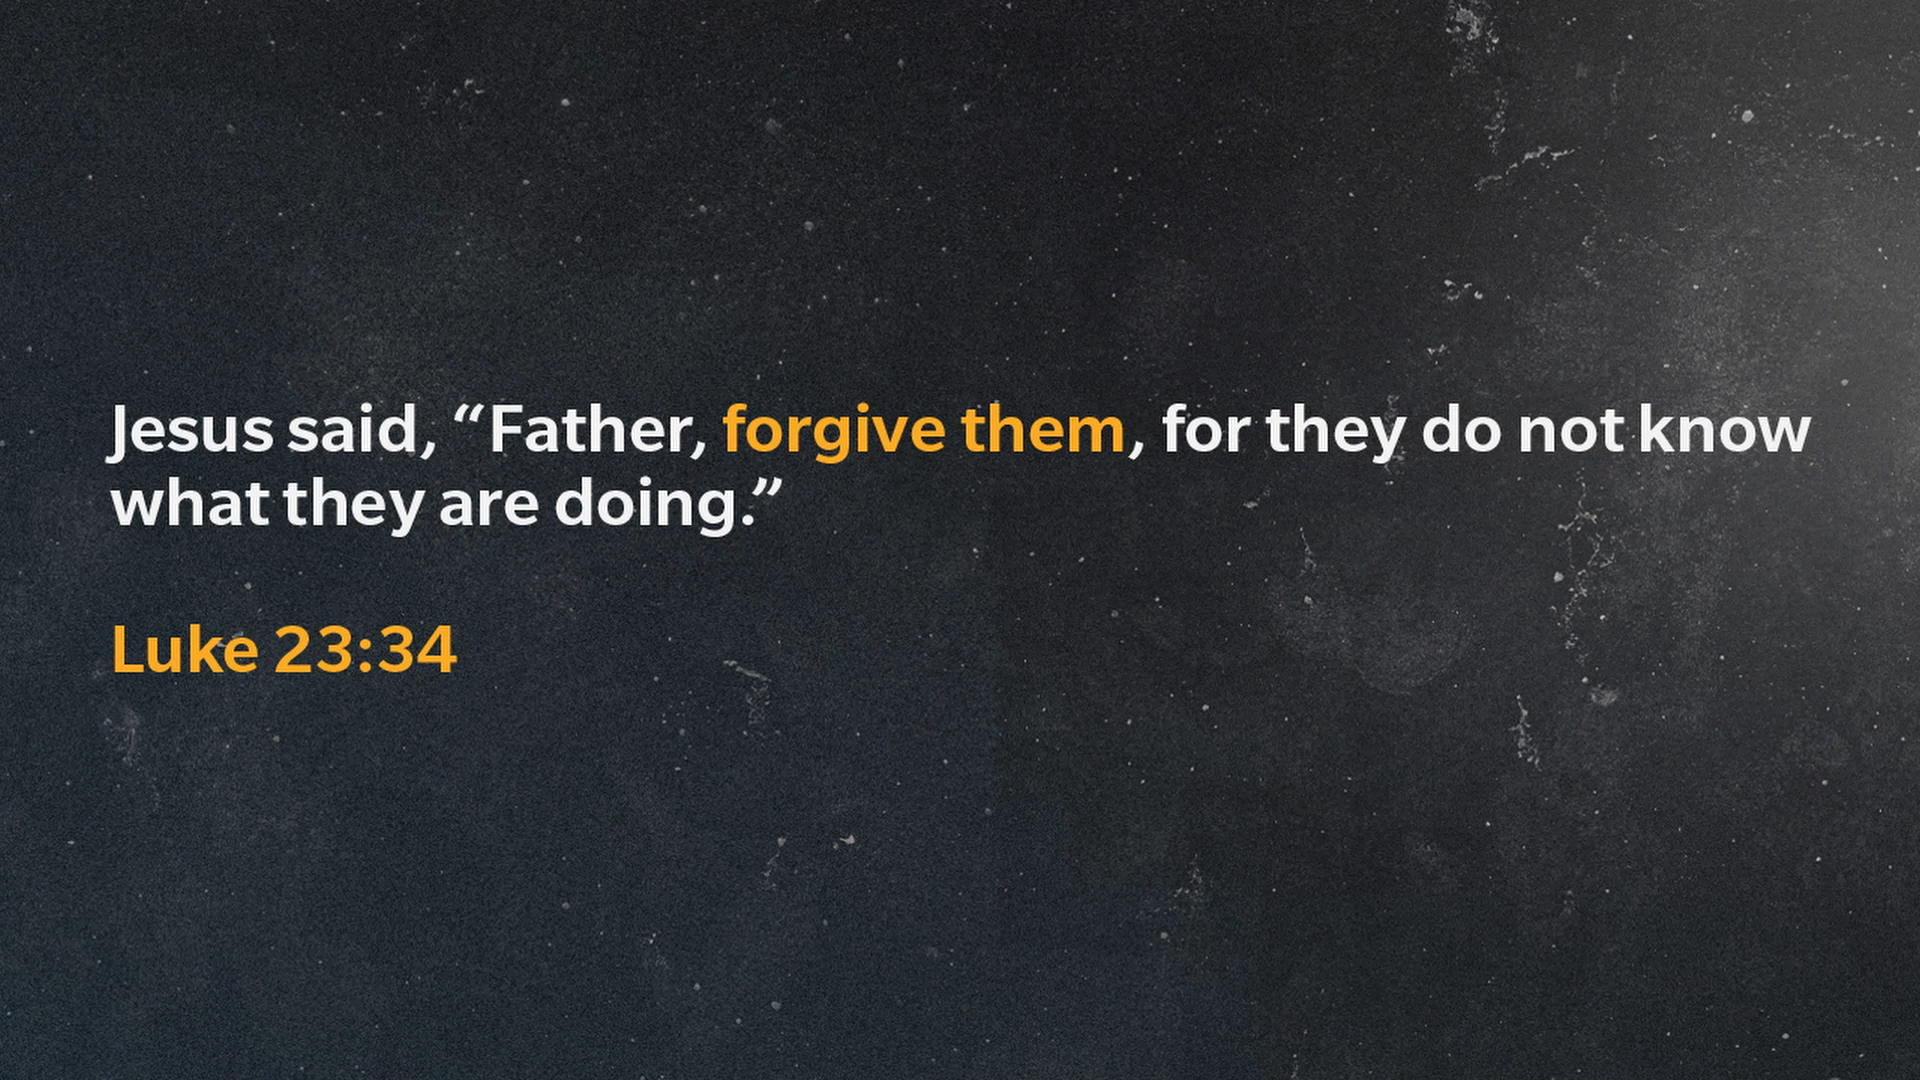 Jesus said, “Father, forgive them, for they do not know
what they are doing.”
Luke 23:34